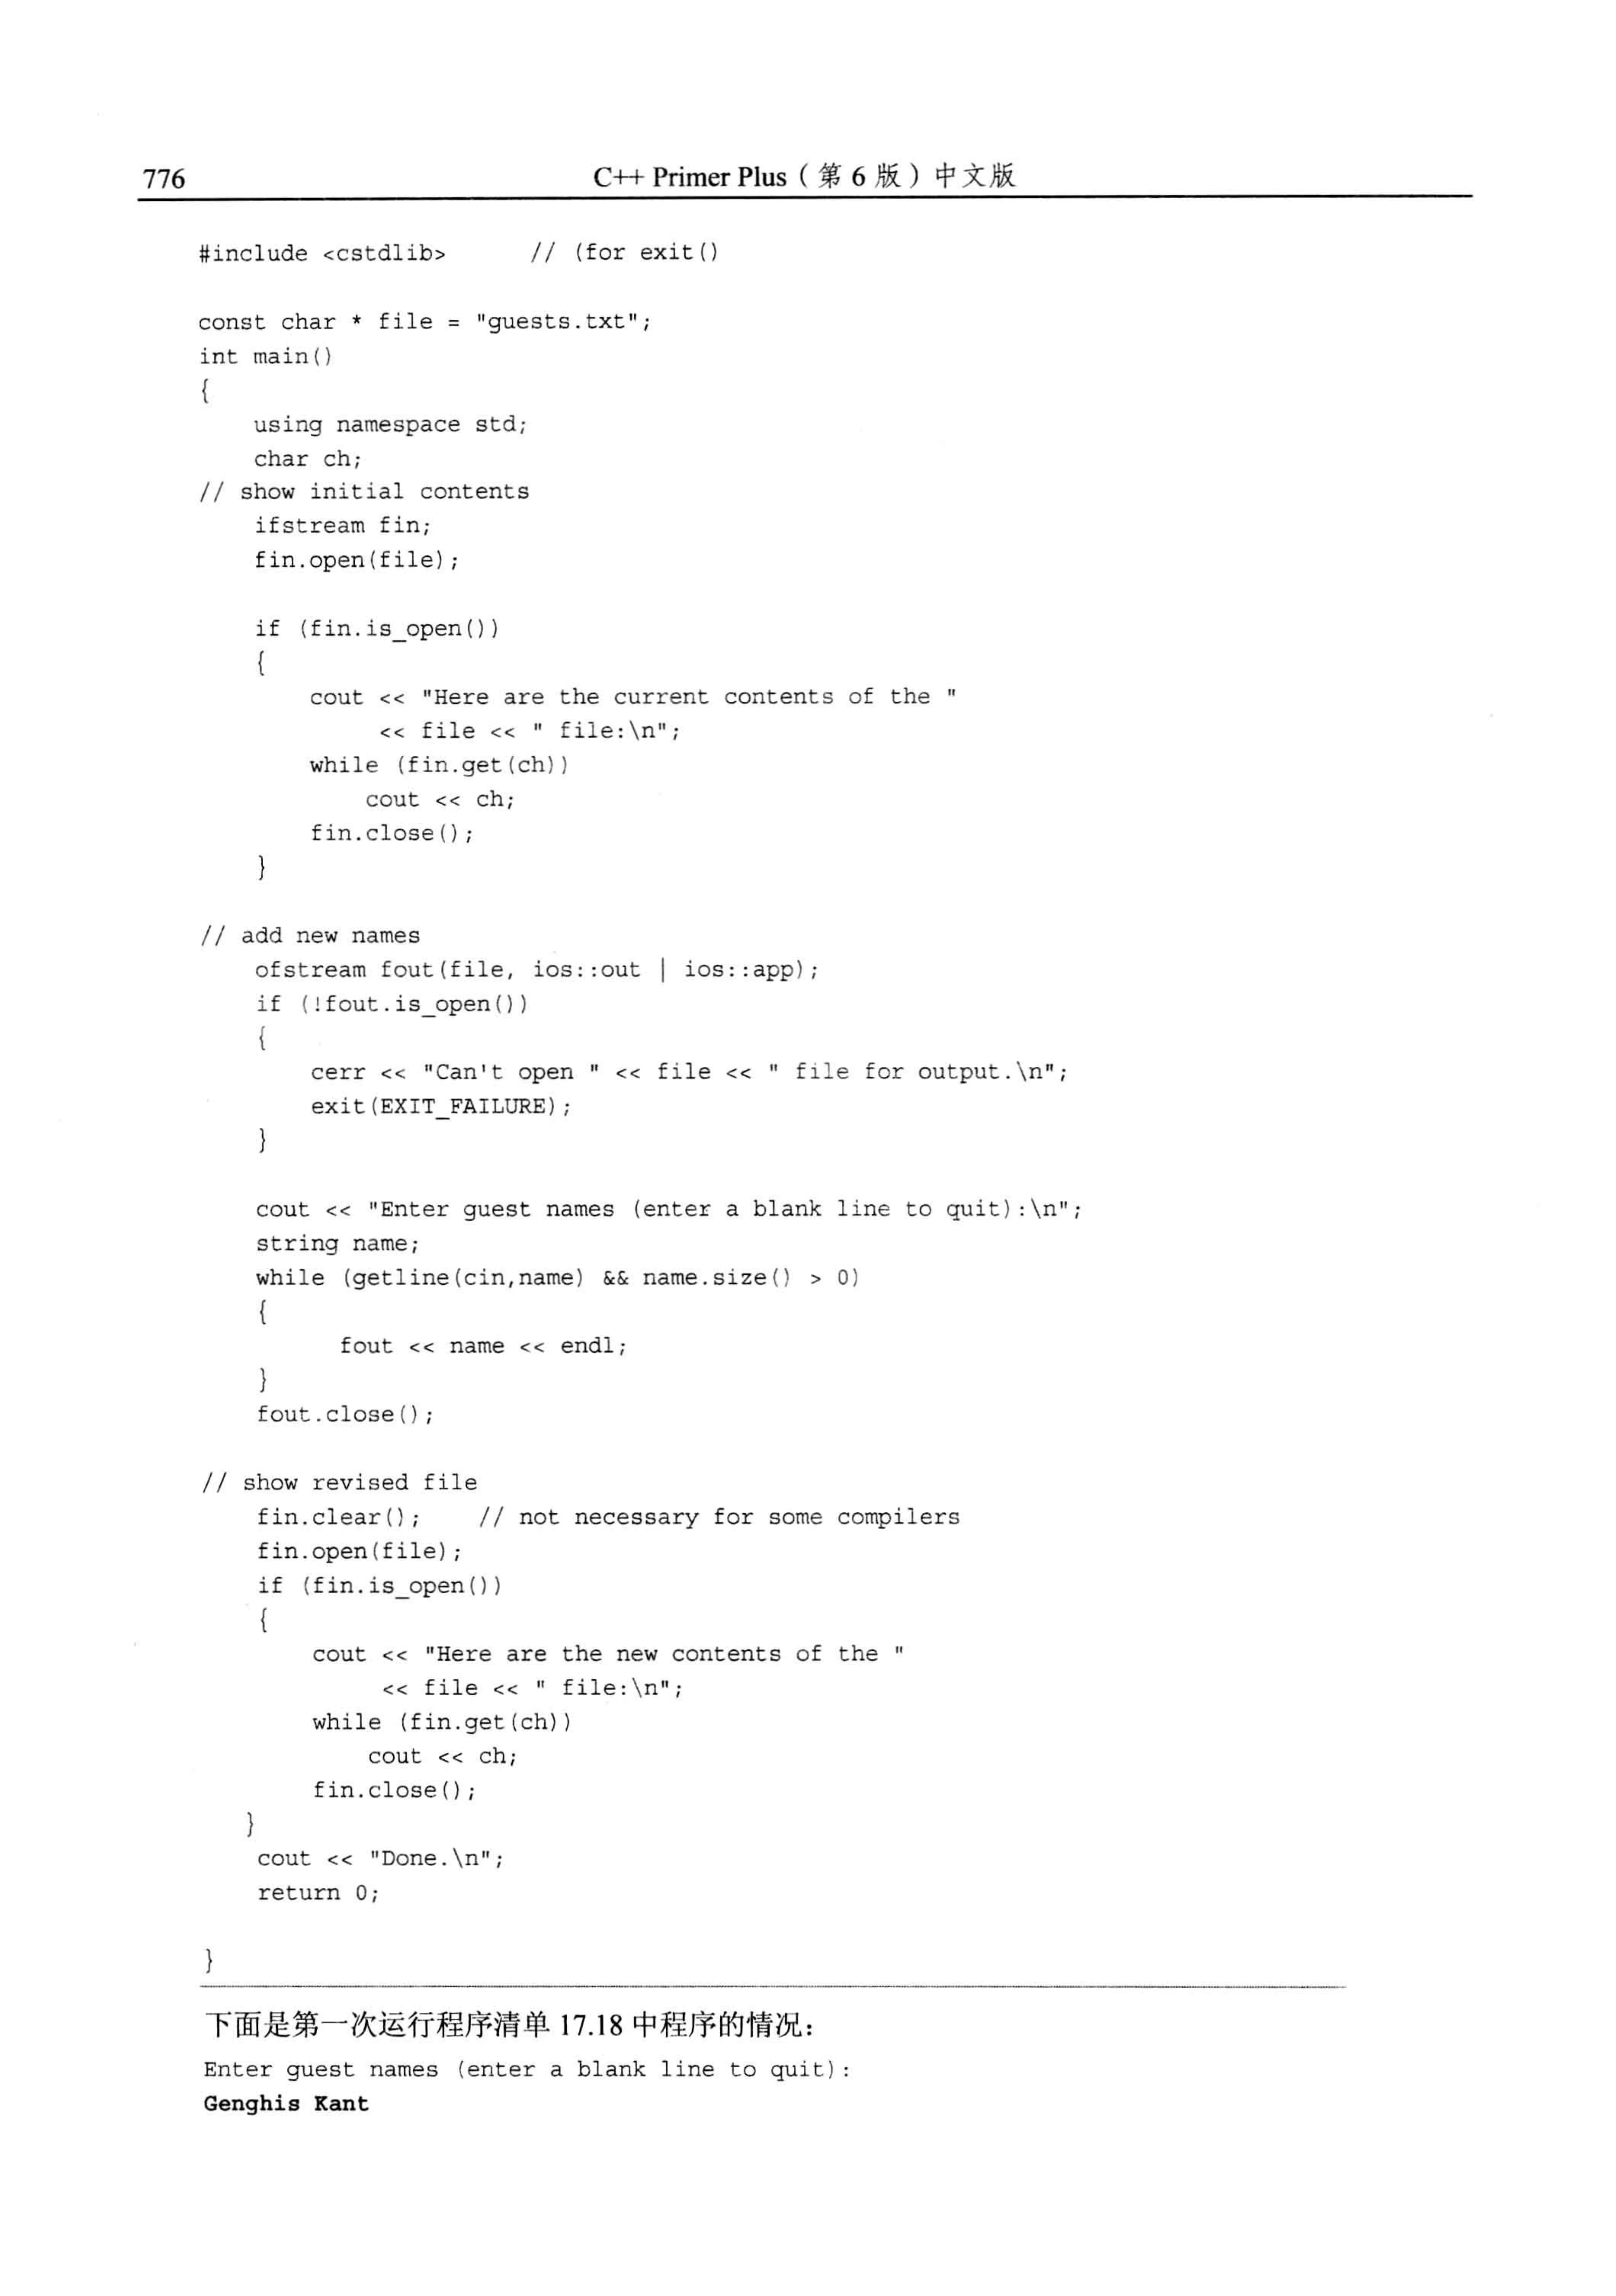 776
C++ Primer Plus（第 6 版）中文版
#include <cstdlib>      // (for exit()
const char * file = "guests.txt";
int main()
{
    using namespace std;
    char ch;
// show initial contents
    ifstream fin;
    fin.open(file);
    if (fin.is_open())
    {
        cout << "Here are the current contents of the "
             << file << " file:\n";
        while (fin.get(ch))
            cout << ch;
        fin.close();
    }
// add new names
    ofstream fout(file, ios::out | ios::app);
    if (!fout.is_open())
    {
        cerr << "Can't open " << file << " file for output.\n";
        exit(EXIT_FAILURE);
    }
    cout << "Enter guest names (enter a blank line to quit):\n";
    string name;
    while (getline(cin,name) && name.size() > 0)
    {
          fout << name << endl;
    }
    fout.close();
// show revised file
    fin.clear();    // not necessary for some compilers
    fin.open(file);
    if (fin.is_open())
    {
        cout << "Here are the new contents of the "
             << file << " file:\n";
        while (fin.get(ch))
            cout << ch;
        fin.close();
    }
    cout << "Done.\n";
    return 0;
}
下面是第一次运行程序清单 17.18 中程序的情况：
Enter guest names (enter a blank line to quit):
Genghis Kant